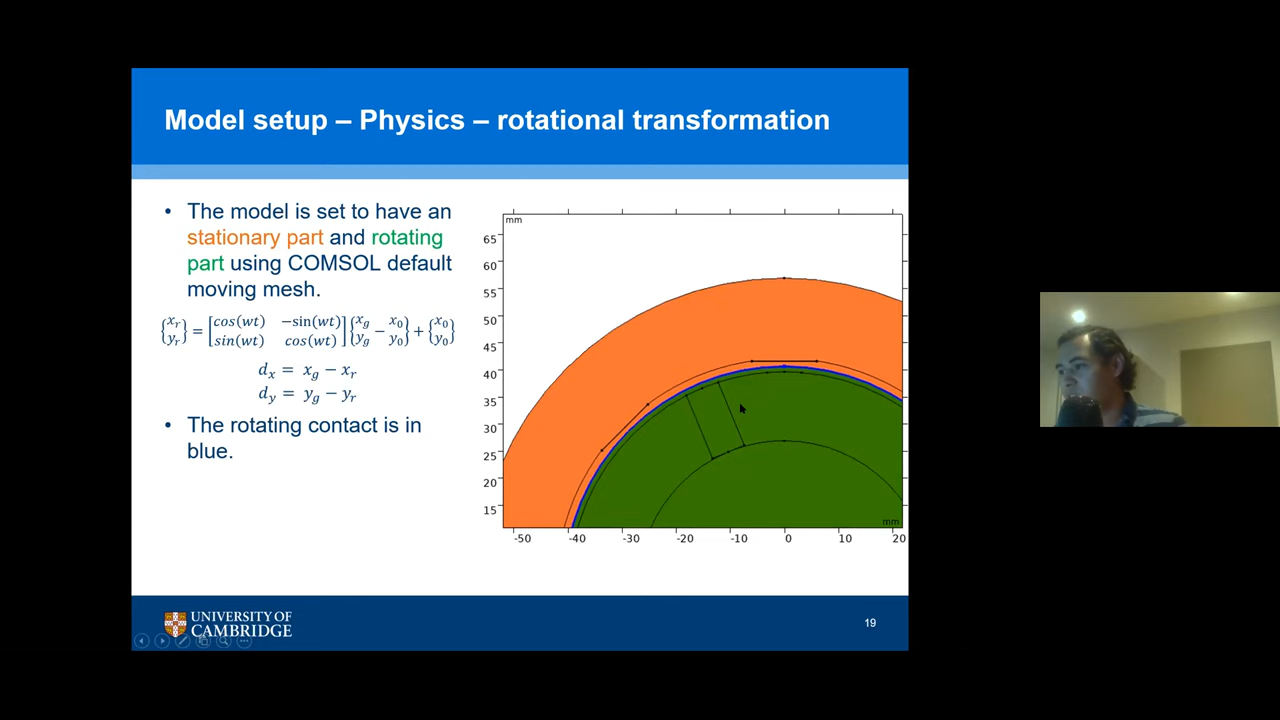 Model setup – Physics – rotational transformation
• The model is set to have an
stationary part and rotating
part using COMSOL default
moving mesh.
{x_r y_r} = [cos(wt) −sin(wt) sin(wt) cos(wt)] {x_g − x_0 y_g − y_0} + {x_0 y_0}
d_x = x_g − x_r
d_y = y_g − y_r
• The rotating contact is in
blue.
mm
65
60
55
50
45
40
35
30
25
20
15
mm
-50 -40 -30 -20 -10 0 10 20
UNIVERSITY OF
CAMBRIDGE
19